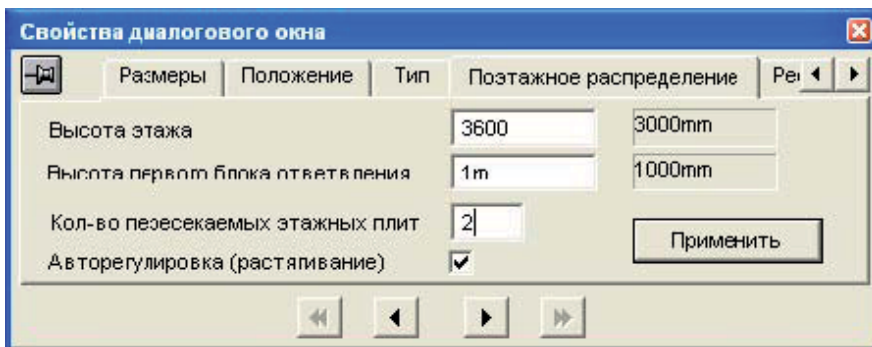 Свойства диалогового окна
Размеры Положение Тип Поэтажное распределение Рег
Высота этажа 3600 3000mm
Высота первого блока ответвления 1m 1000mm
Кол-во пересекаемых этажных плит 2
Авторегулировка (растягивание)
Применить